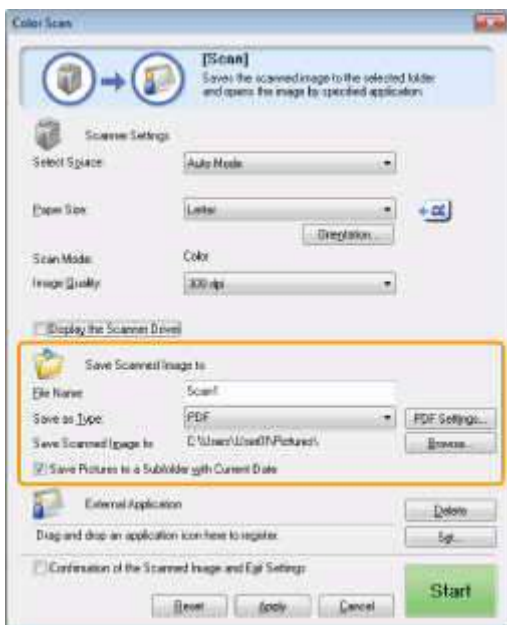 Color Scan
[Scan]
Saves the scanned image to the selected folder
and opens the image by specified application.
Scanner Settings
Select Source: Auto Mode
Paper Size: Letter
Orientation...
Scan Mode: Color
Image Quality: 300 dpi
Display the Scanner Driver
Save Scanned Image to
File Name Scan1
Save as Type: PDF PDF Settings...
Save Scanned Image to C:\Users\User01\Pictures\ Browse...
Save Pictures to a Subfolder with Current Date
External Application Delete
Drag and drop an application icon here to register. Set...
Confirmation of the Scanned Image and Exif Settings
Start
Reset Apply Cancel